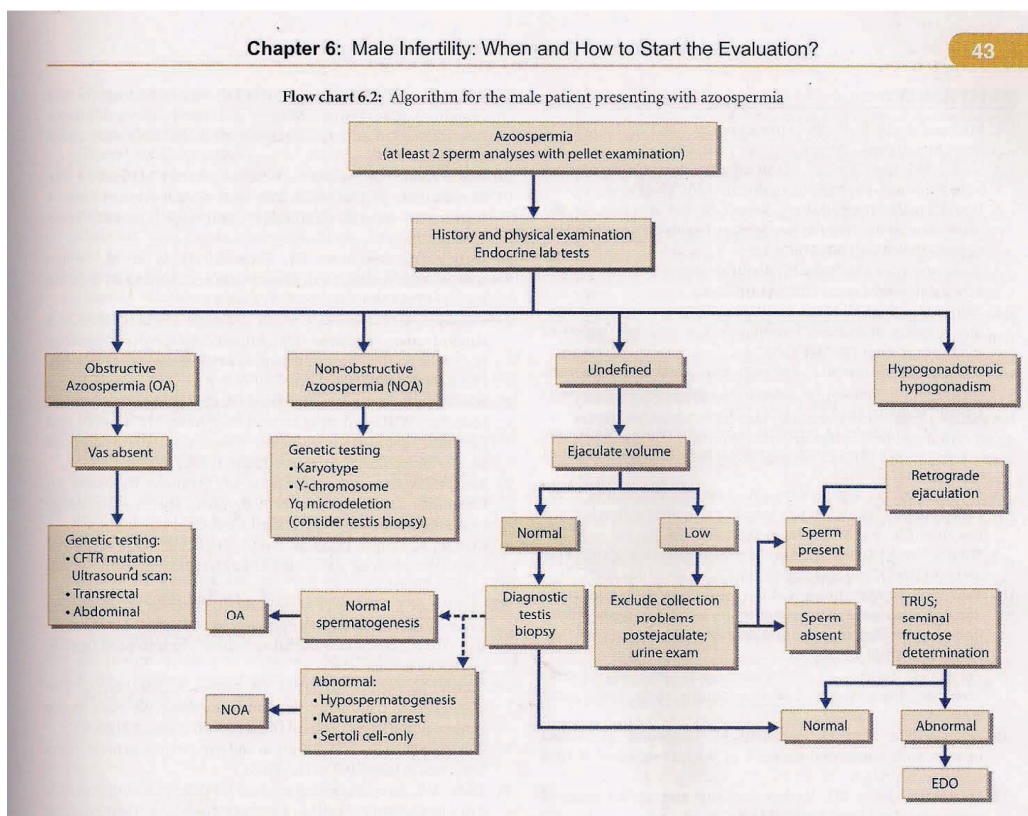 Chapter 6: Male Infertility: When and How to Start the Evaluation?
43
Flow chart 6.2: Algorithm for the male patient presenting with azoospermia
Azoospermia
(at least 2 sperm analyses with pellet examination)
History and physical examination
Endocrine lab tests
Obstructive
Azoospermia (OA)
Non-obstructive
Azoospermia (NOA)
Undefined
Hypogonadotropic
hypogonadism
Vas absent
Genetic testing
• Karyotype
• Y-chromosome
Yq microdeletion
(consider testis biopsy)
Ejaculate volume
Retrograde
ejaculation
Genetic testing:
• CFTR mutation
Ultrasound scan:
• Transrectal
• Abdominal
Normal
Low
Sperm
present
OA
Normal
spermatogenesis
Diagnostic
testis
biopsy
Exclude collection
problems
postejaculate;
urine exam
Sperm
absent
TRUS;
seminal
fructose
determination
NOA
Abnormal:
• Hypospermatogenesis
• Maturation arrest
• Sertoli cell-only
Normal
Abnormal
EDO